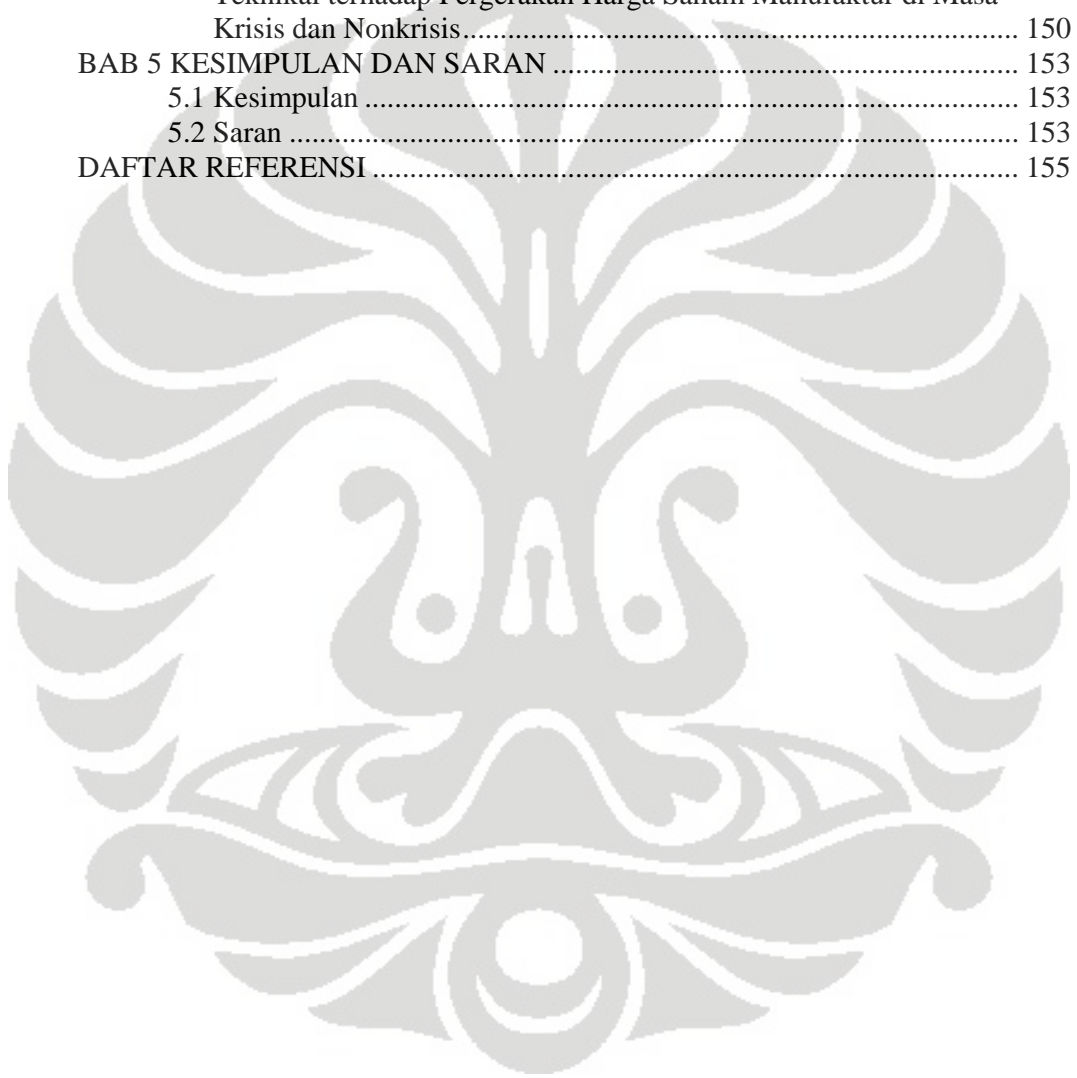 Teknikal terhadap Pergerakan Harga Saham Manufaktur di Masa
Krisis dan Nonkrisis.......................................................................................... 150
BAB 5 KESIMPULAN DAN SARAN ............................................................................ 153
5.1 Kesimpulan ........................................................................................................... 153
5.2 Saran ....................................................................................................................... 153
DAFTAR REFERENSI ......................................................................................................... 155